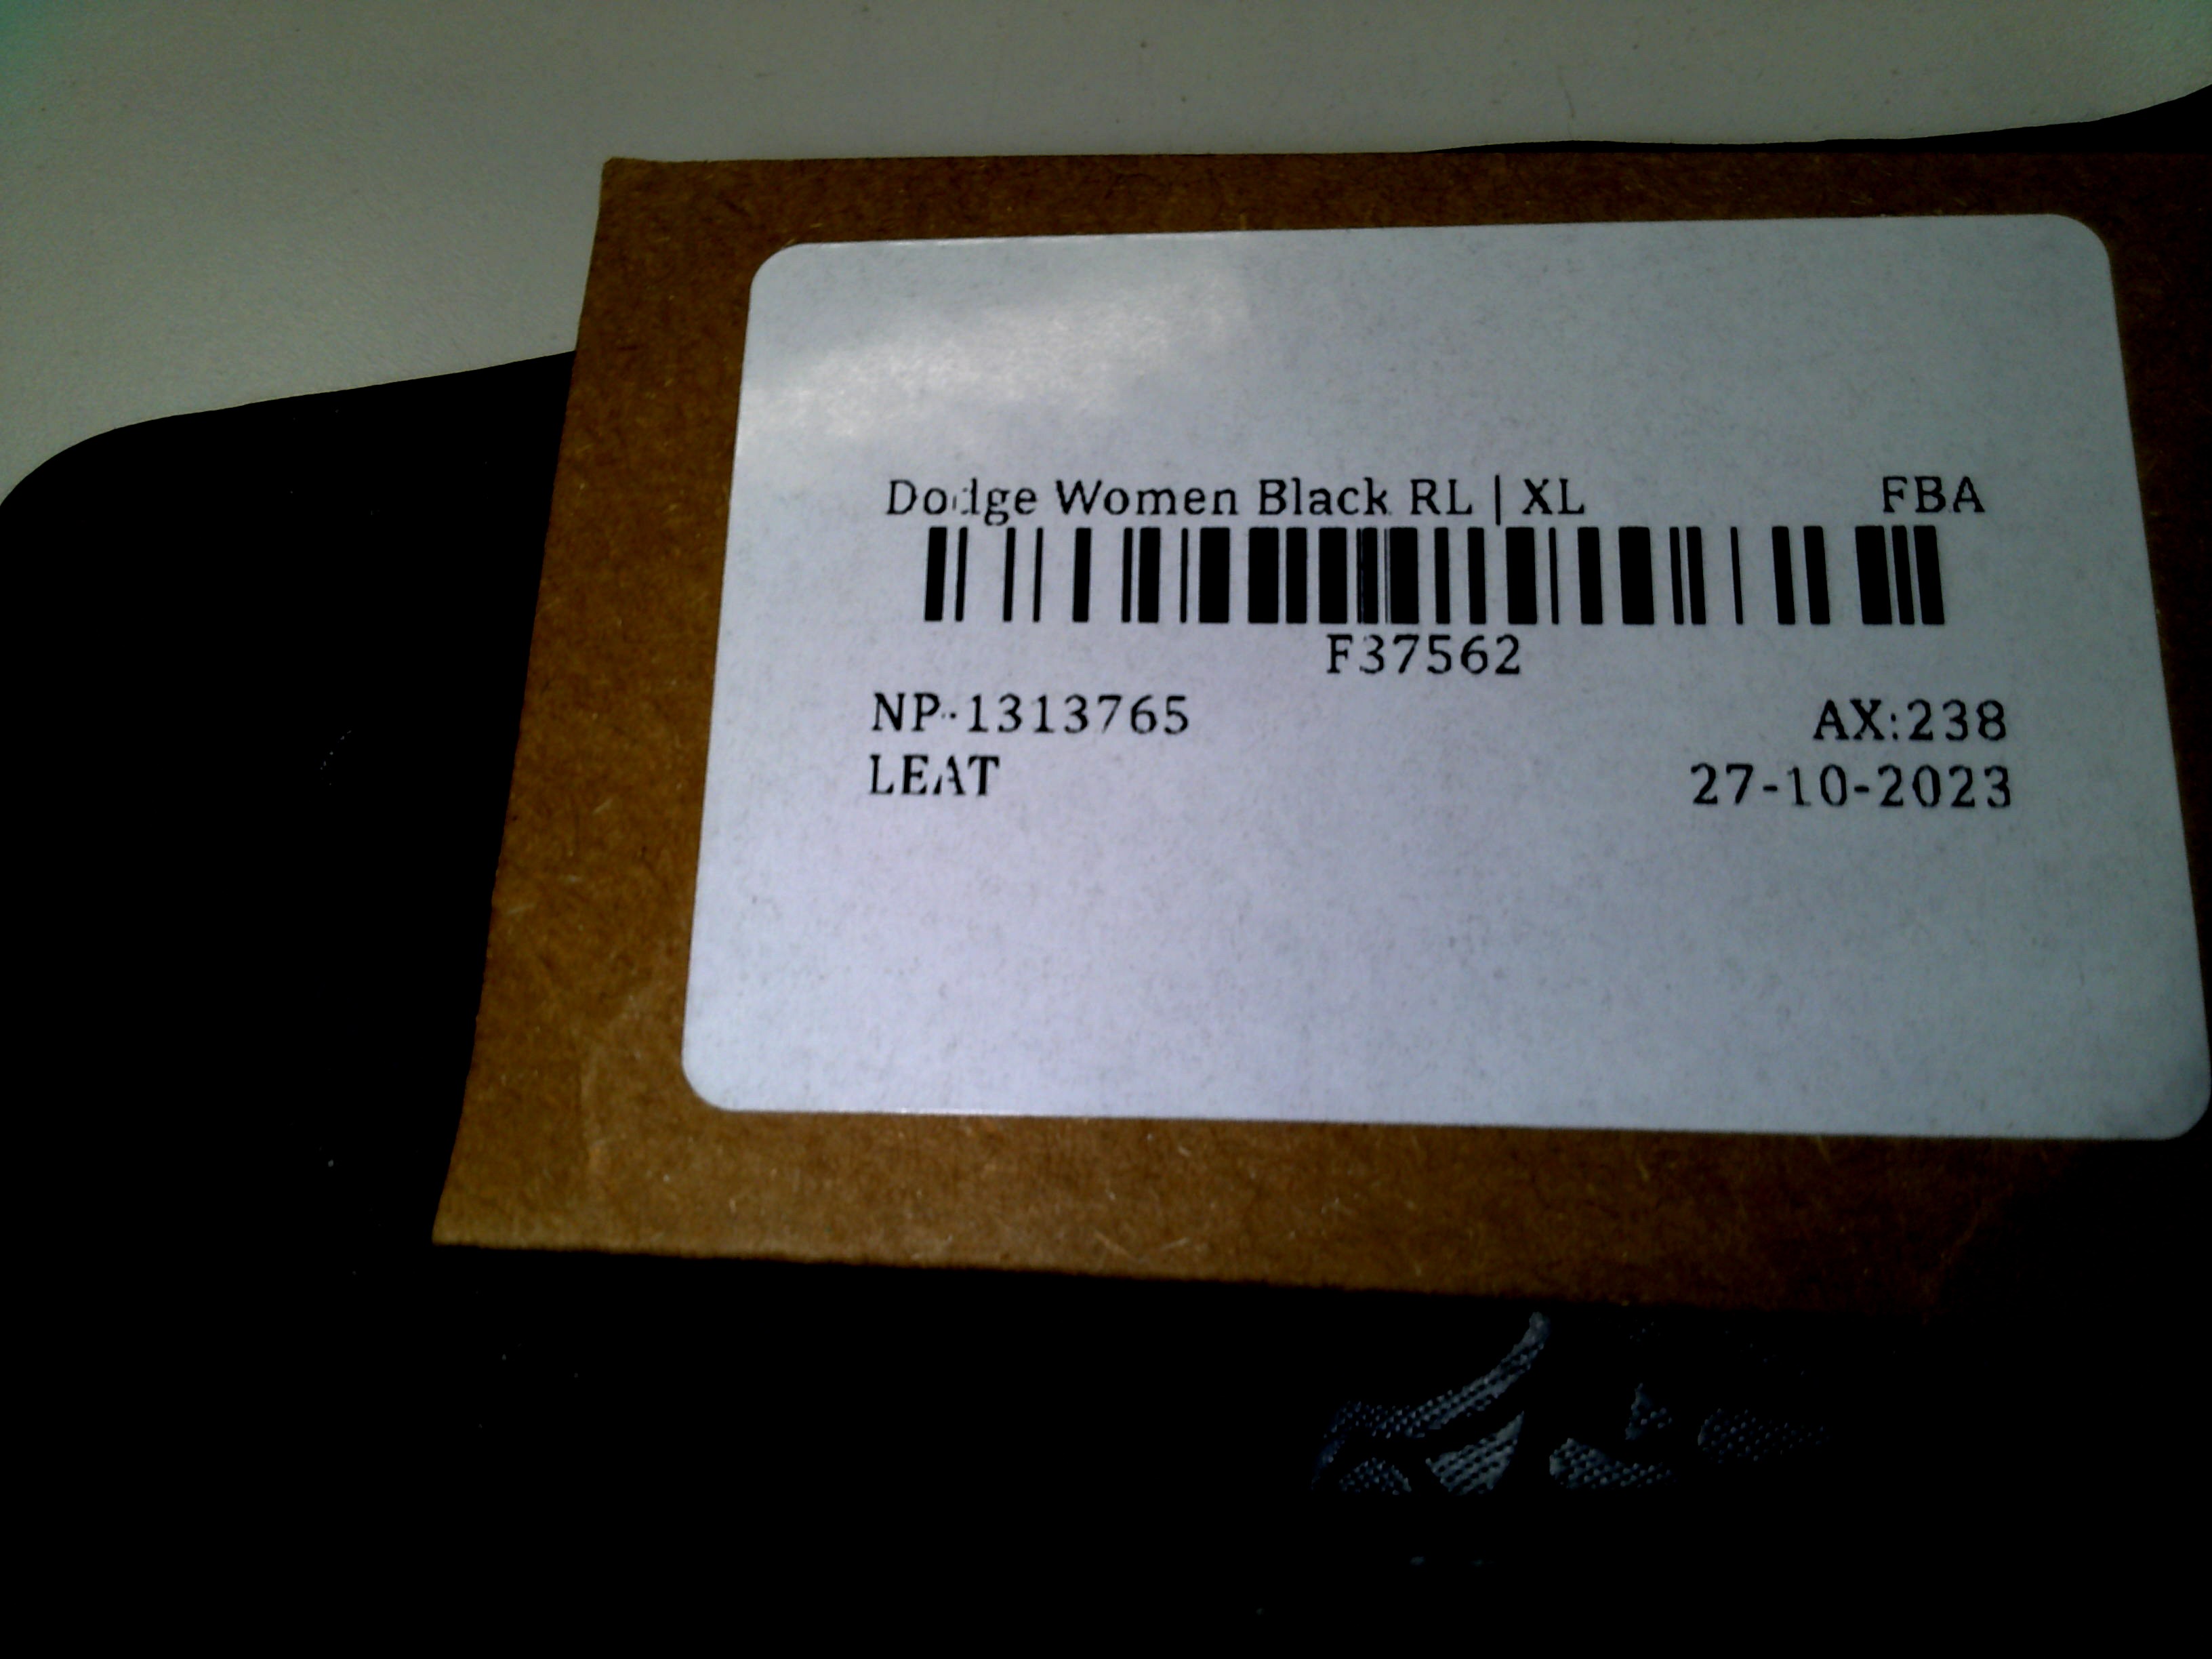 Dodge Women Black RL | XL FBA
F37562
NP-1313765 AX:238
LEAT 27-10-2023